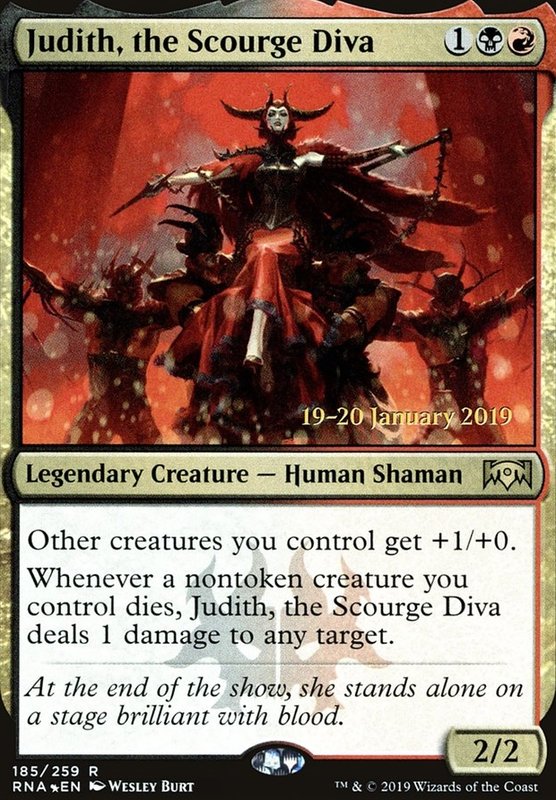 Judith, the Scourge Diva 1
19–20 January 2019
Legendary Creature — Human Shaman
Other creatures you control get +1/+0.
Whenever a nontoken creature you
control dies, Judith, the Scourge Diva
deals 1 damage to any target.
At the end of the show, she stands alone on
a stage brilliant with blood.
2/2
185/259 R
RNA★EN Wesley Burt
™ & © 2019 Wizards of the Coast